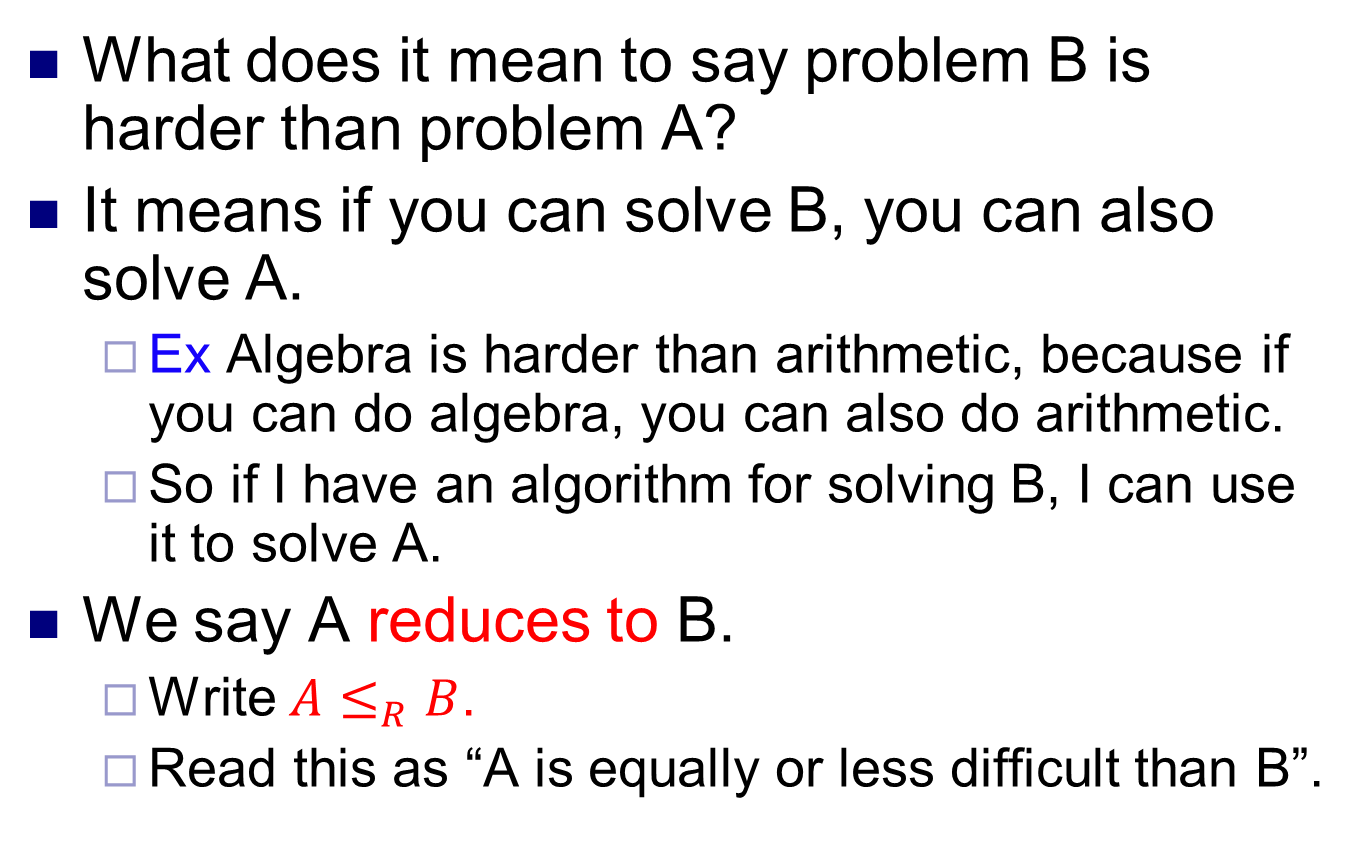 What does it mean to say problem B is
harder than problem A?
It means if you can solve B, you can also
solve A.
Ex Algebra is harder than arithmetic, because if
you can do algebra, you can also do arithmetic.
So if I have an algorithm for solving B, I can use
it to solve A.
We say A reduces to B.
Write A ≤_R B.
Read this as “A is equally or less difficult than B”.